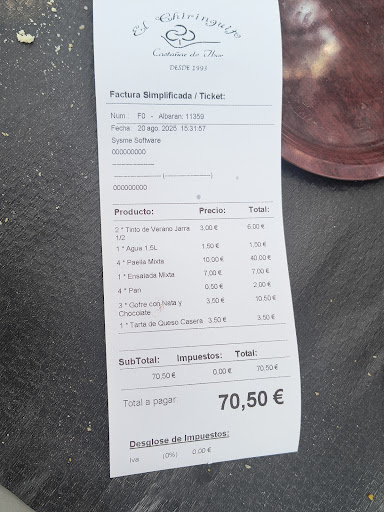 El Chiringuito
Castañar de Ibor
DESDE 1993
Factura Simplificada / Ticket:
Num : F0 - Albaran: 11359
Fecha: 20 ago. 2025 15:31:57
Sysme Software
000000000
--------------------
-----------------------(-----------------------)
000000000
Producto: Precio: Total:
2 * Tinto de Verano Jarra 3,00 € 6,00 €
1/2
1 * Agua 1,5L 1,50 € 1,50 €
4 * Paella Mixta 10,00 € 40,00 €
1 * Ensalada Mixta 7,00 € 7,00 €
4 * Pan 0,50 € 2,00 €
3 * Gofre con Nata y 3,50 € 10,50 €
Chocolate
1 * Tarta de Queso Casera 3,50 € 3,50 €
SubTotal: Impuestos: Total:
70,50 € 0,00 € 70,50 €
Total a pagar 70,50 €
Desglose de Impuestos:
Iva (0%) 0,00 €